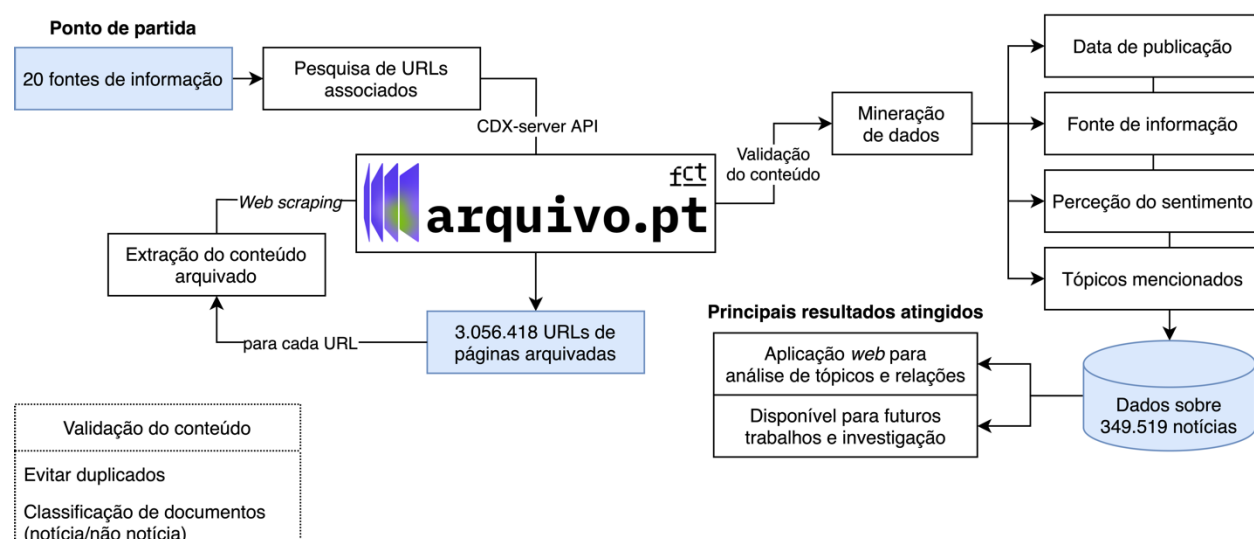 Ponto de partida
20 fontes de informação
Pesquisa de URLs
associados
CDX-server API
fct
arquivo.pt
Web scraping
Extração do conteúdo
arquivado
para cada URL
3.056.418 URLs de
páginas arquivadas
Validação
do conteúdo
Mineração
de dados
Data de publicação
Fonte de informação
Perceção do sentimento
Tópicos mencionados
Dados sobre
349.519 notícias
Principais resultados atingidos
Aplicação web para
análise de tópicos e relações
Disponível para futuros
trabalhos e investigação
Validação do conteúdo
Evitar duplicados
Classificação de documentos
(notícia/não notícia)